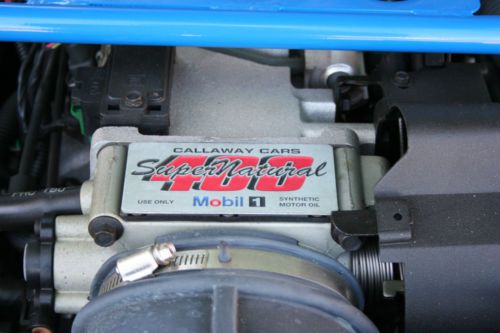 CALLAWAY CARS
400
SuperNatural
USE ONLY Mobil 1 SYNTHETIC MOTOR OIL